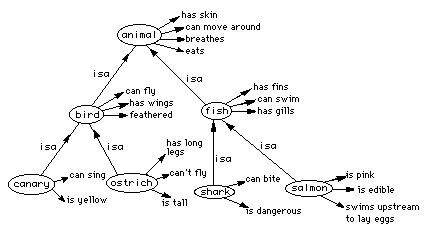 has skin
can move around
animal
breathes
eats
isa
isa
can fly
has wings
bird
feathered
has fins
can swim
fish
has gills
isa
isa
has long
legs
isa
isa
can sing
canary
is yellow
can't fly
ostrich
is tall
can bite
shark
is dangerous
is pink
salmon
is edible
swims upstream
to lay eggs